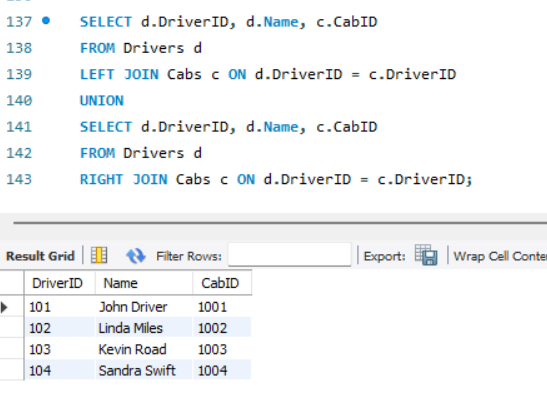 137 SELECT d.DriverID, d.Name, c.CabID
138 FROM Drivers d
139 LEFT JOIN Cabs c ON d.DriverID = c.DriverID
140 UNION
141 SELECT d.DriverID, d.Name, c.CabID
142 FROM Drivers d
143 RIGHT JOIN Cabs c ON d.DriverID = c.DriverID;
Result Grid Filter Rows: Export: Wrap Cell Conte
DriverID Name CabID
101 John Driver 1001
102 Linda Miles 1002
103 Kevin Road 1003
104 Sandra Swift 1004